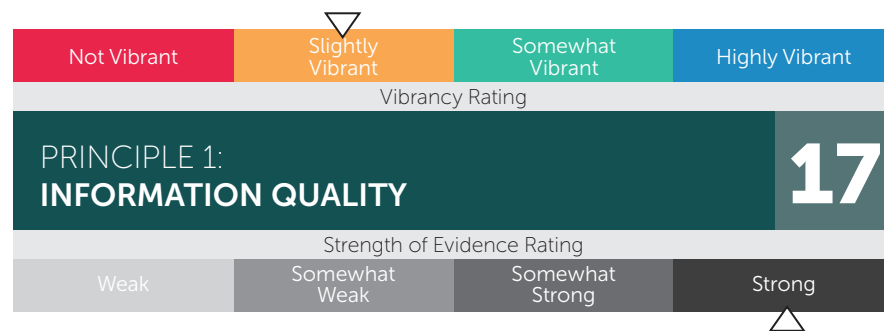 Not Vibrant
Slightly
Vibrant
Somewhat
Vibrant
Highly Vibrant
Vibrancy Rating
PRINCIPLE 1:
INFORMATION QUALITY
17
Strength of Evidence Rating
Weak
Somewhat
Weak
Somewhat
Strong
Strong